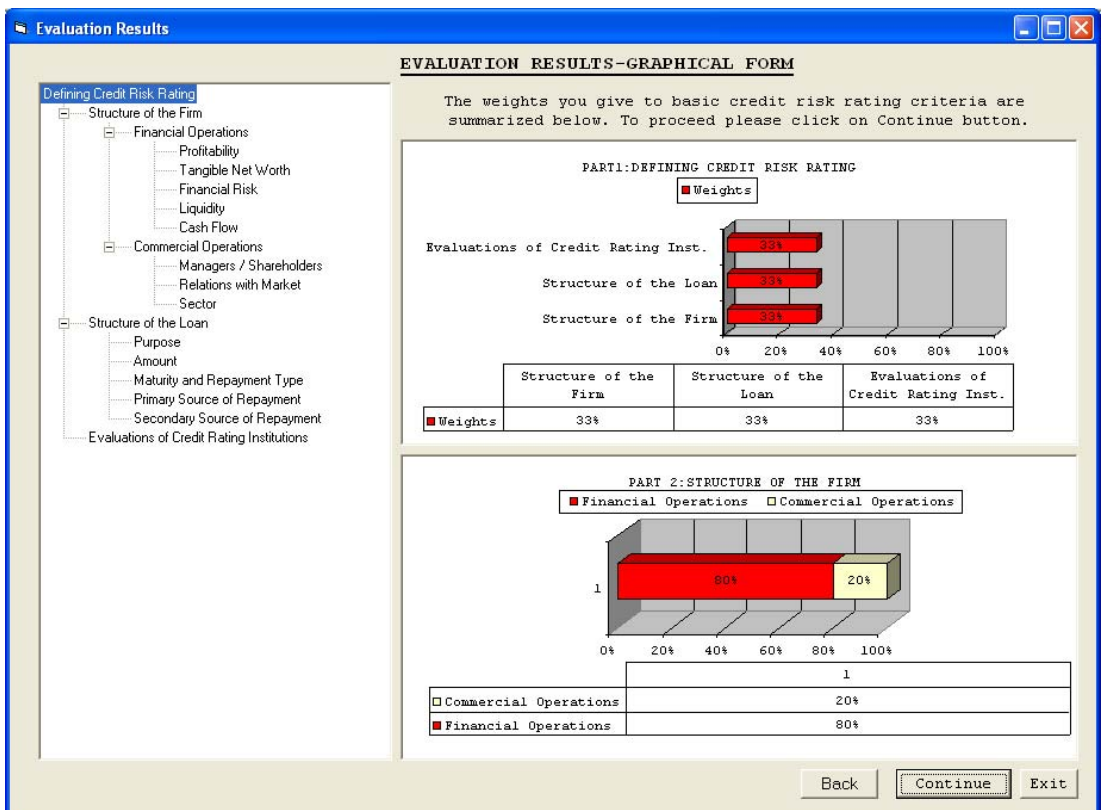 Evaluation Results
EVALUATION RESULTS-GRAPHICAL FORM
Defining Credit Risk Rating
Structure of the Firm
Financial Operations
Profitability
Tangible Net Worth
Financial Risk
Liquidity
Cash Flow
Commercial Operations
Managers / Shareholders
Relations with Market
Sector
Structure of the Loan
Purpose
Amount
Maturity and Repayment Type
Primary Source of Repayment
Secondary Source of Repayment
Evaluations of Credit Rating Institutions
The weights you give to basic credit risk rating criteria are
summarized below. To proceed please click on Continue button.
PART1:DEFINING CREDIT RISK RATING
Weights
Evaluations of Credit Rating Inst. 33%
Structure of the Loan 33%
Structure of the Firm 33%
0% 20% 40% 60% 80% 100%
Structure of the Structure of the Evaluations of
Firm Loan Credit Rating Inst.
Weights 33% 33% 33%
PART 2:STRUCTURE OF THE FIRM
Financial Operations Commercial Operations
1 80% 20%
0% 20% 40% 60% 80% 100%
1
Commercial Operations 20%
Financial Operations 80%
Back Continue Exit